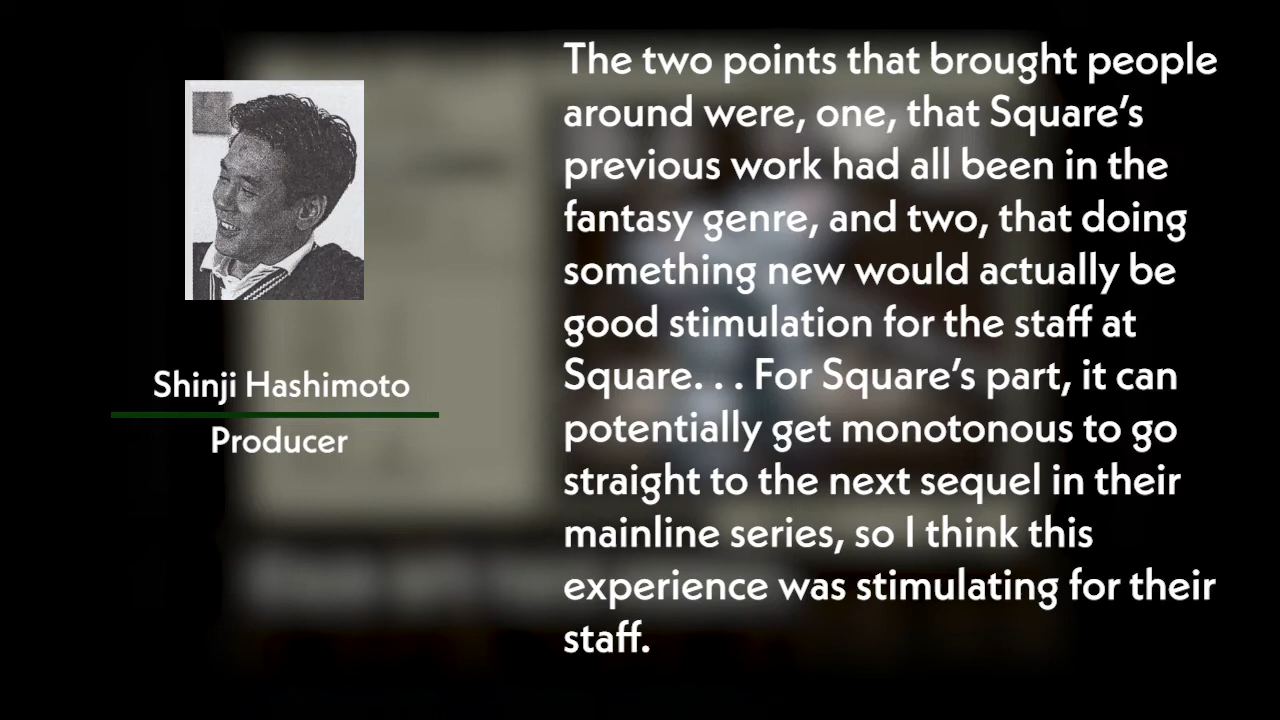 The two points that brought people
around were, one, that Square's
previous work had all been in the
fantasy genre, and two, that doing
something new would actually be
good stimulation for the staff at
Square. . . For Square's part, it can
potentially get monotonous to go
straight to the next sequel in their
mainline series, so I think this
experience was stimulating for their
staff.
Shinji Hashimoto
Producer